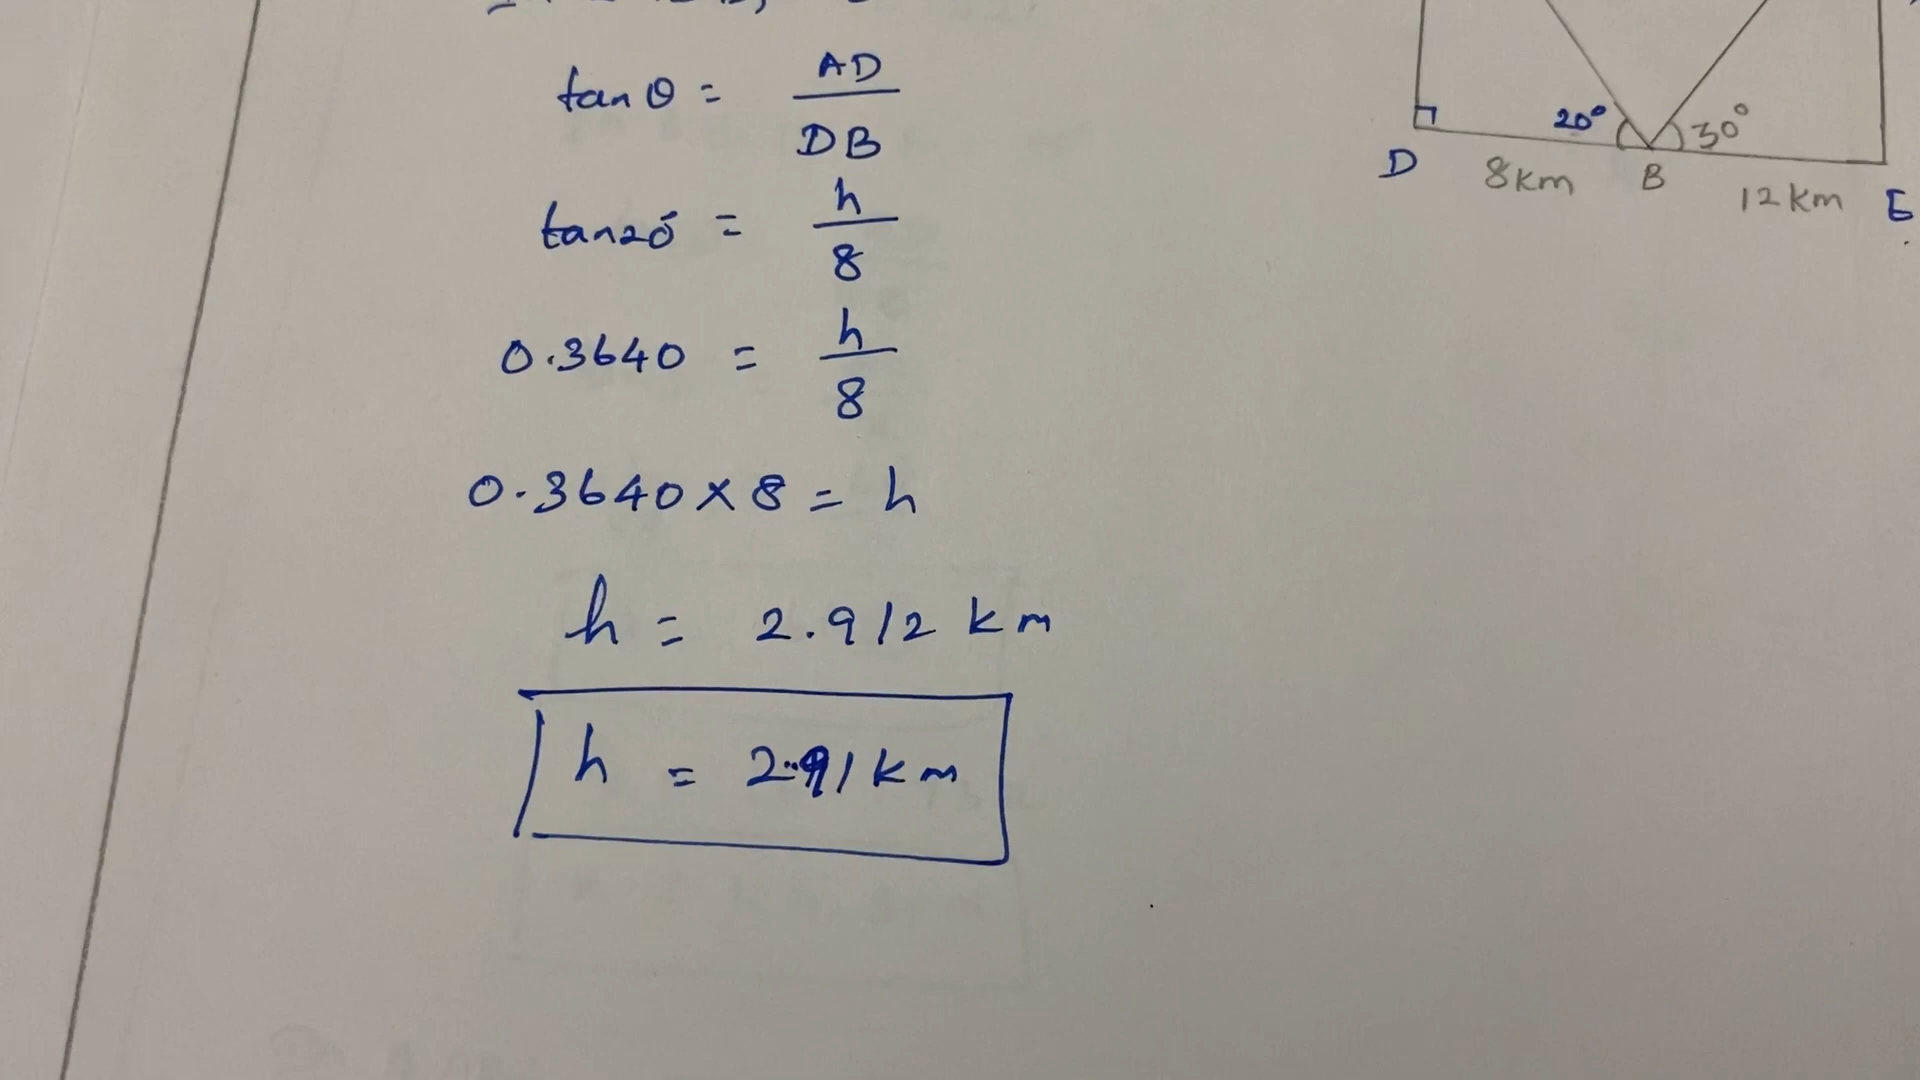 tan θ = AD
DB
tan20° = h
8
0.3640 = h
8
0.3640 × 8 = h
h = 2.912 km
h = 2.91 km
20° 30°
D 8km B 12km E